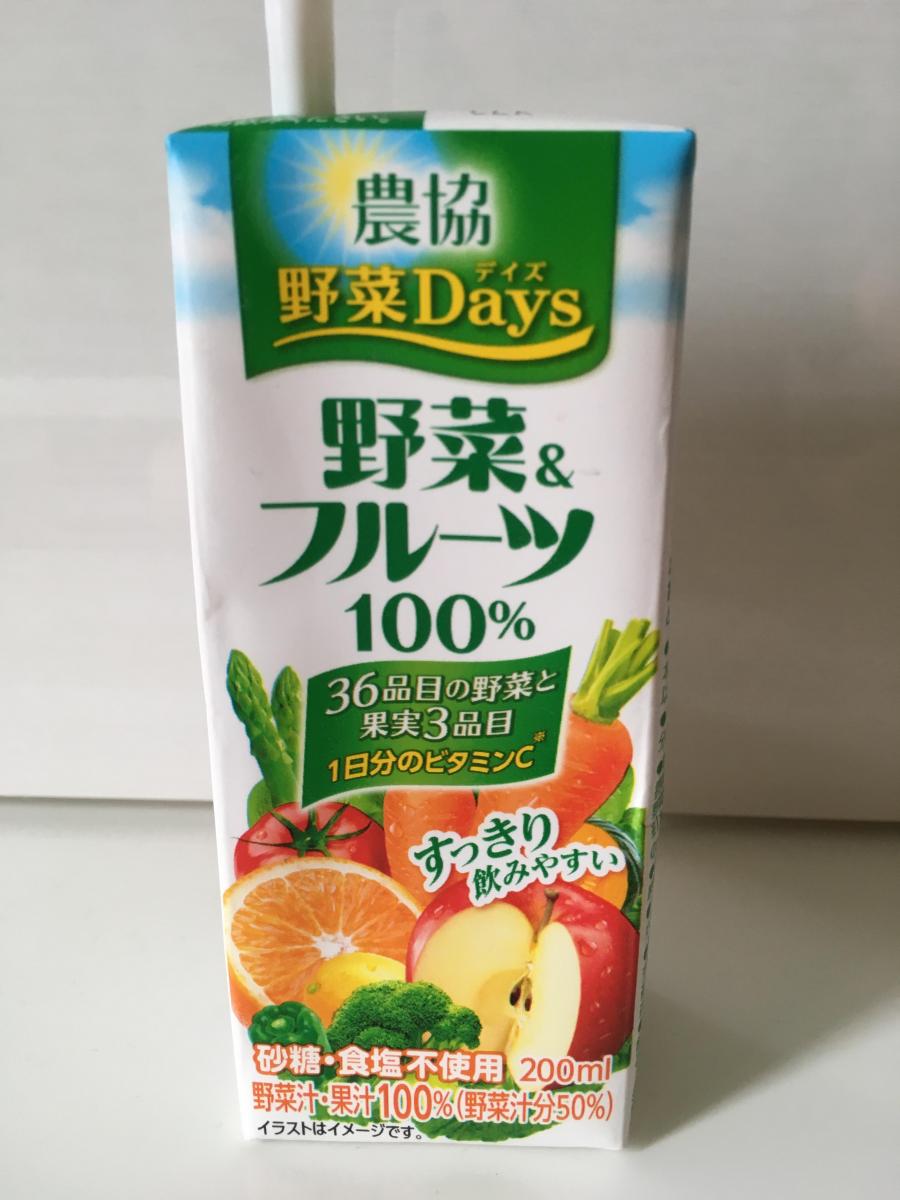 農協
デイズ
野菜Days
野菜&
フルーツ
100%
36品目の野菜と
果実3品目
1日分のビタミンC※
すっきり
飲みやすい
砂糖・食塩不使用 200ml
野菜汁・果汁100%(野菜汁分50%)
イラストはイメージです。